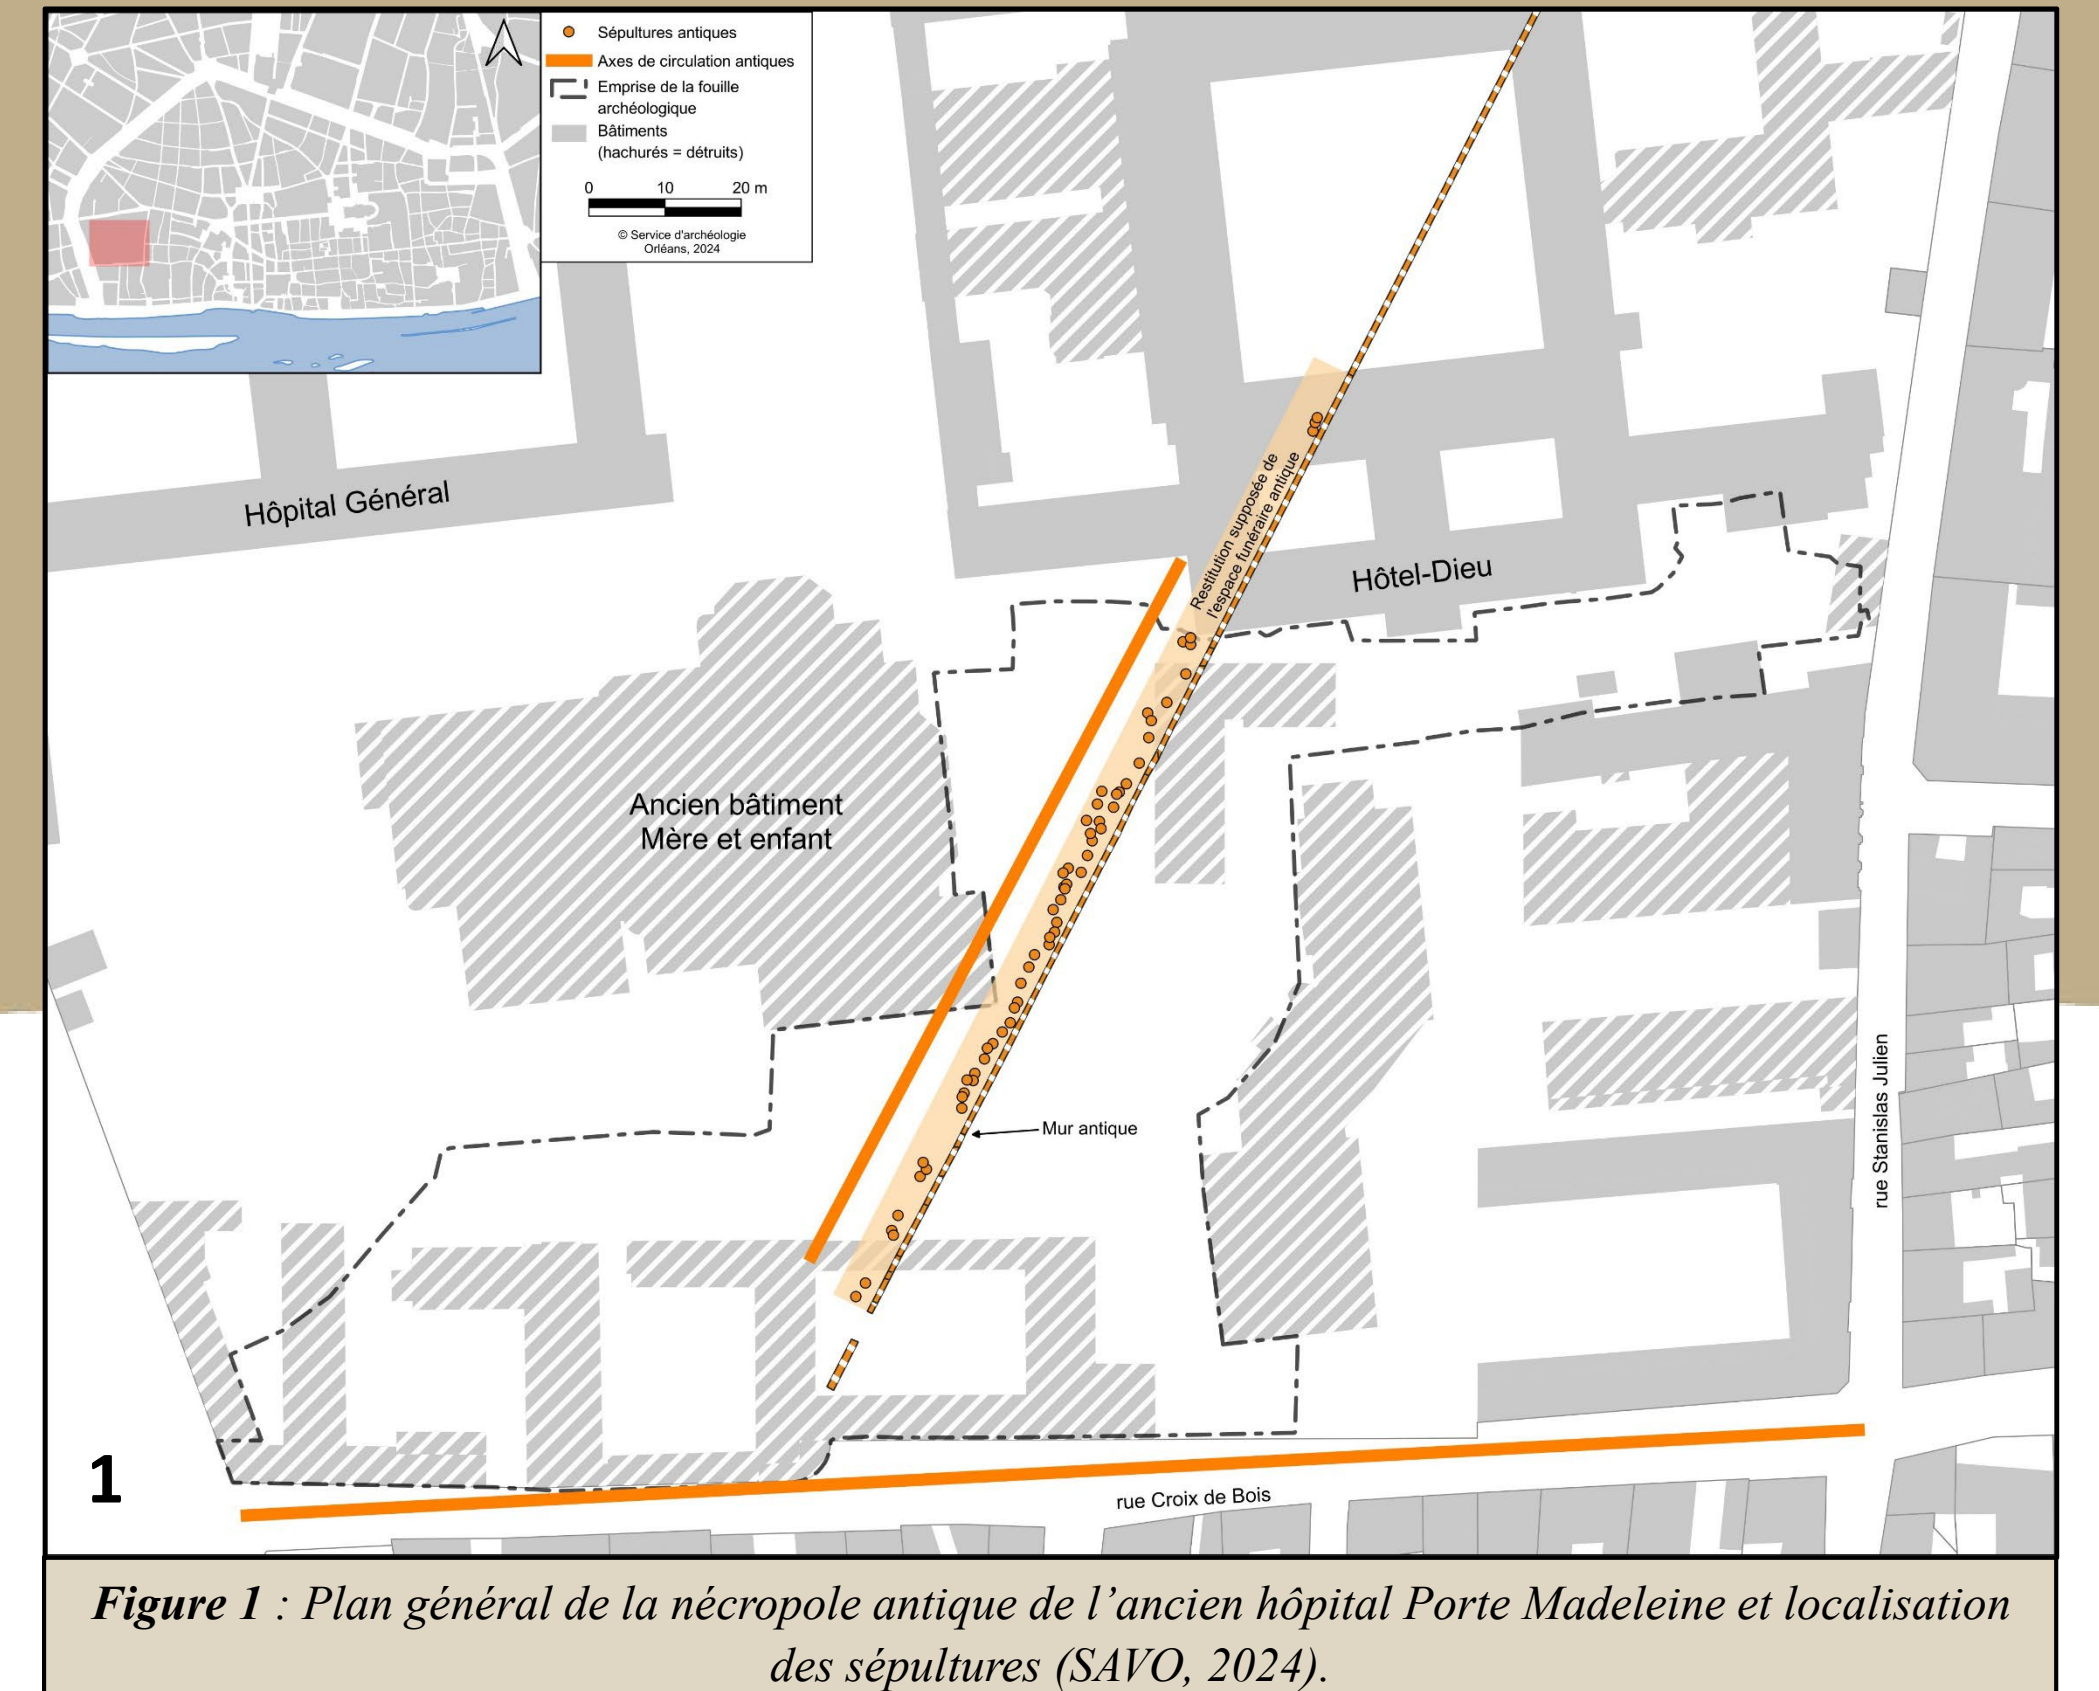 Sépultures antiques
Axes de circulation antiques
Emprise de la fouille
archéologique
Bâtiments
(hachurés = détruits)
0 10 20 m
© Service d'archéologie
Orléans, 2024
Hôpital Général
Restitution supposée de
l'espace funéraire antique
Hôtel-Dieu
Ancien bâtiment
Mère et enfant
Mur antique
rue Stanislas Julien
rue Croix de Bois
1
Figure 1 : Plan général de la nécropole antique de l’ancien hôpital Porte Madeleine et localisation
des sépultures (SAVO, 2024).